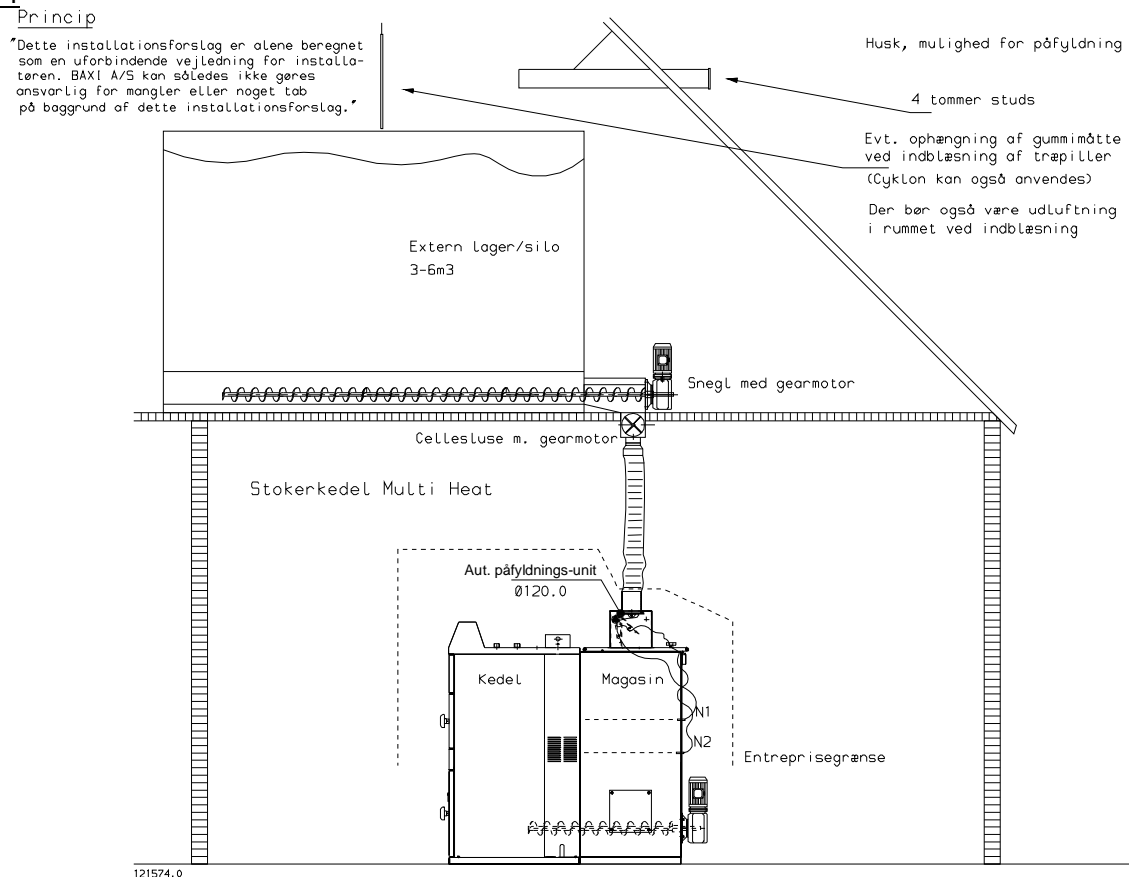 Princip
"Dette installationsforslag er alene beregnet
som en uforbindende vejledning for installa-
tøren. BAXI A/S kan således ikke gøres
ansvarlig for mangler eller noget tab
på baggrund af dette installationsforslag."
Husk, mulighed for påfyldning
4 tommer studs
Evt. ophængning af gummimåtte
ved indblæsning af træpiller
(Cyklon kan også anvendes)
Der bør også være udluftning
i rummet ved indblæsning
Extern lager/silo
3-6m3
Snegl med gearmotor
Cellesluse m. gearmotor
Stokerkedel Multi Heat
Aut. påfyldnings-unit
Ø120.0
Kedel
Magasin
N1
N2
Entreprisegrænse
121574.0